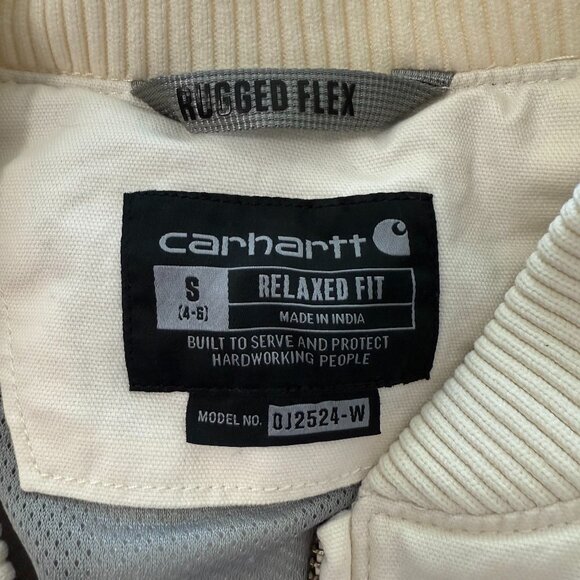 RUGGED FLEX
carhartt
S
(4-6)
RELAXED FIT
MADE IN INDIA
BUILT TO SERVE AND PROTECT
HARDWORKING PEOPLE
MODEL NO. OJ2524-W